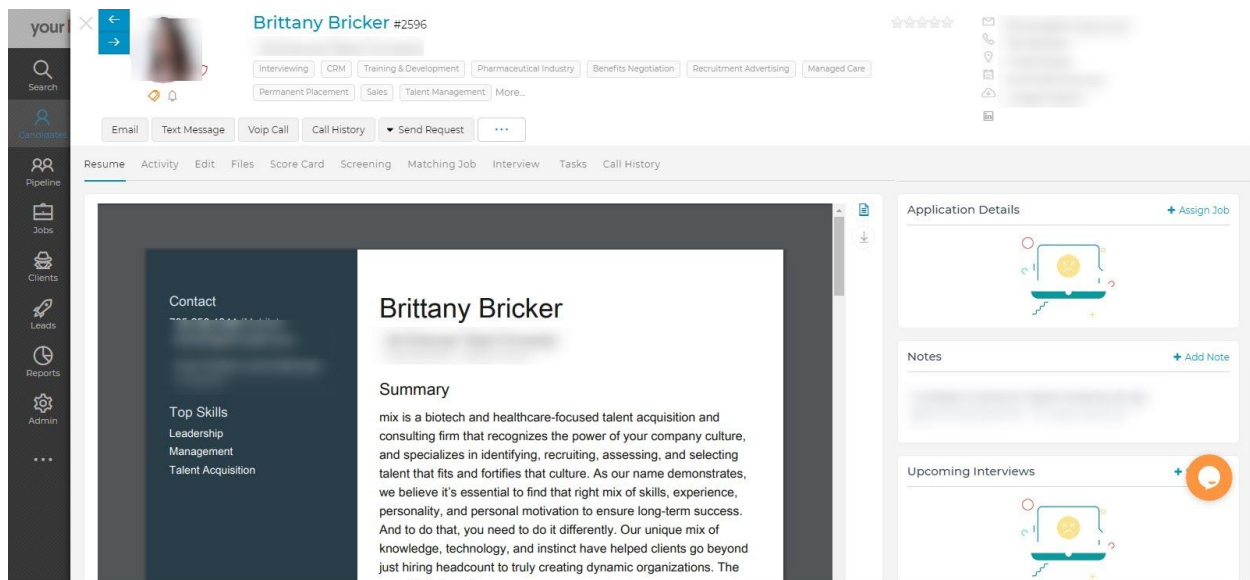 your
Search
Candidates
Pipeline
Jobs
Clients
Leads
Reports
Admin
Brittany Bricker #2596
Interviewing CRM Training & Development Pharmaceutical Industry Benefits Negotiation Recruitment Advertising Managed Care
Permanent Placement Sales Talent Management More...
Email Text Message Voip Call Call History Send Request ...
Resume Activity Edit Files Score Card Screening Matching Job Interview Tasks Call History
Contact
Top Skills
Leadership
Management
Talent Acquisition
Brittany Bricker
Summary
mix is a biotech and healthcare-focused talent acquisition and
consulting firm that recognizes the power of your company culture,
and specializes in identifying, recruiting, assessing, and selecting
talent that fits and fortifies that culture. As our name demonstrates,
we believe it's essential to find that right mix of skills, experience,
personality, and personal motivation to ensure long-term success.
And to do that, you need to do it differently. Our unique mix of
knowledge, technology, and instinct have helped clients go beyond
just hiring headcount to truly creating dynamic organizations. The
Application Details + Assign Job
Notes + Add Note
Upcoming Interviews +
in